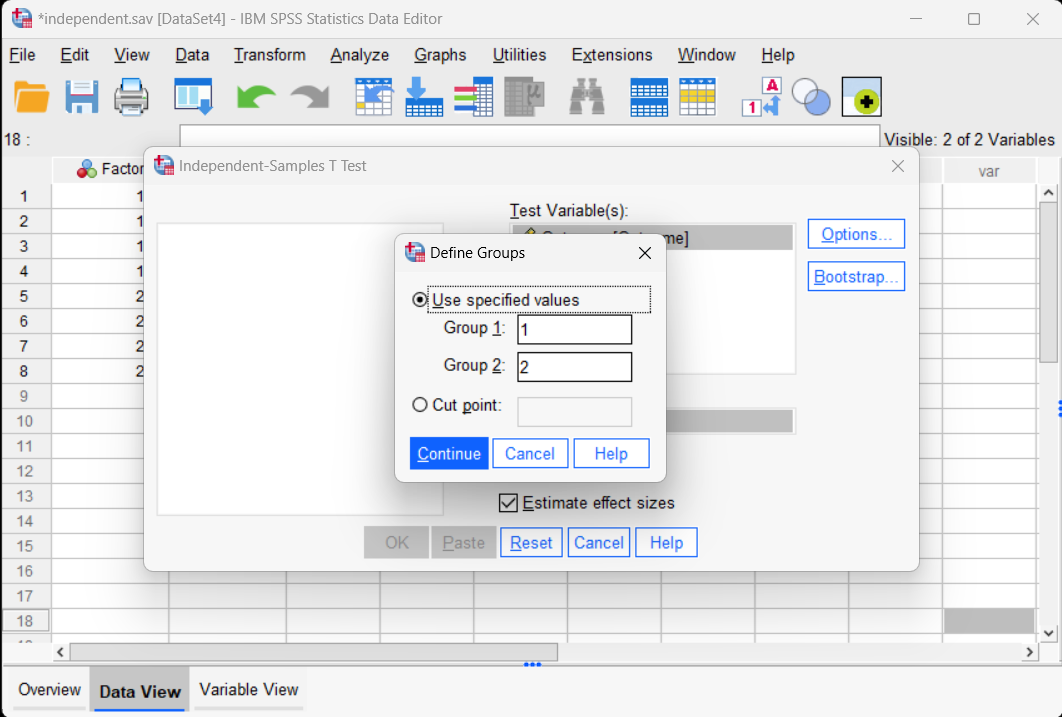 *independent.sav [DataSet4] - IBM SPSS Statistics Data Editor
File Edit View Data Transform Analyze Graphs Utilities Extensions Window Help
1 A
18 :
Visible: 2 of 2 Variables
Factor
var
Independent-Samples T Test
1 1
2 1
3 1
4 1
5 2
6 2
7 2
8 2
9
10
11
12
13
14
15
16
17
18
Test Variable(s):
Options...
Bootstrap...
Define Groups
Use specified values
Group 1: 1
Group 2: 2
Cut point:
Continue Cancel Help
Estimate effect sizes
OK Paste Reset Cancel Help
Overview Data View Variable View